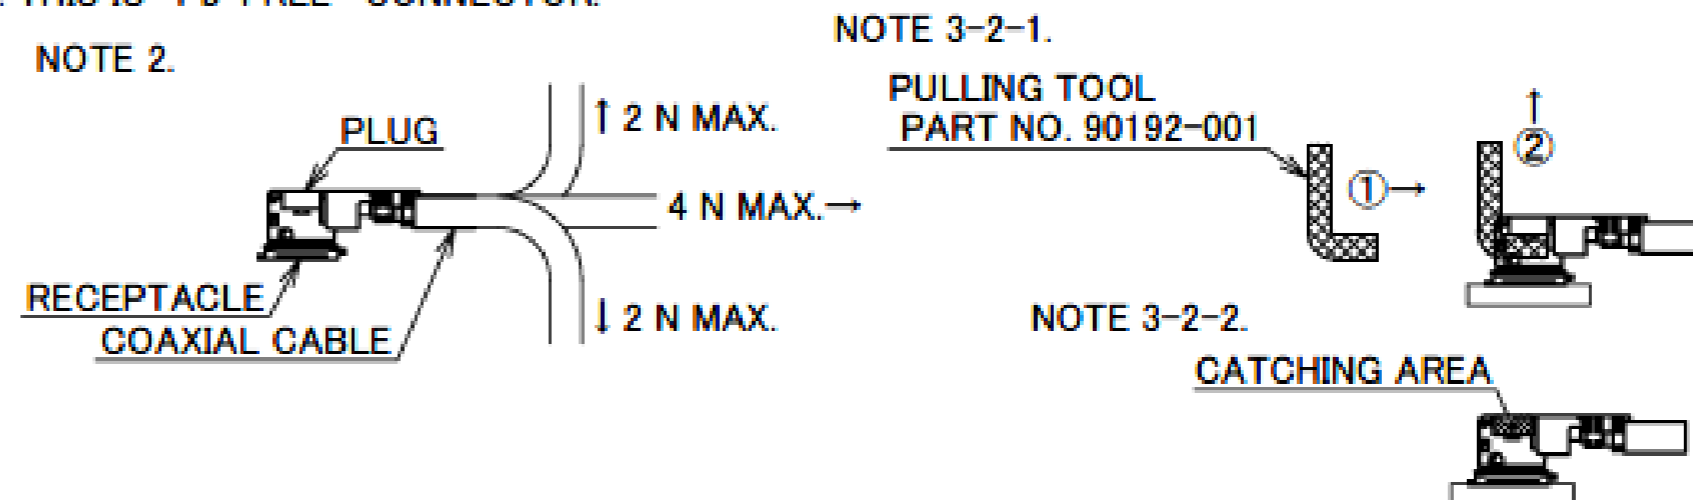 NOTE 2.
PLUG
↑ 2 N MAX.
4 N MAX.→
↓ 2 N MAX.
RECEPTACLE
COAXIAL CABLE
NOTE 3-2-1.
PULLING TOOL
PART NO. 90192-001
①→
↑
②
NOTE 3-2-2.
CATCHING AREA